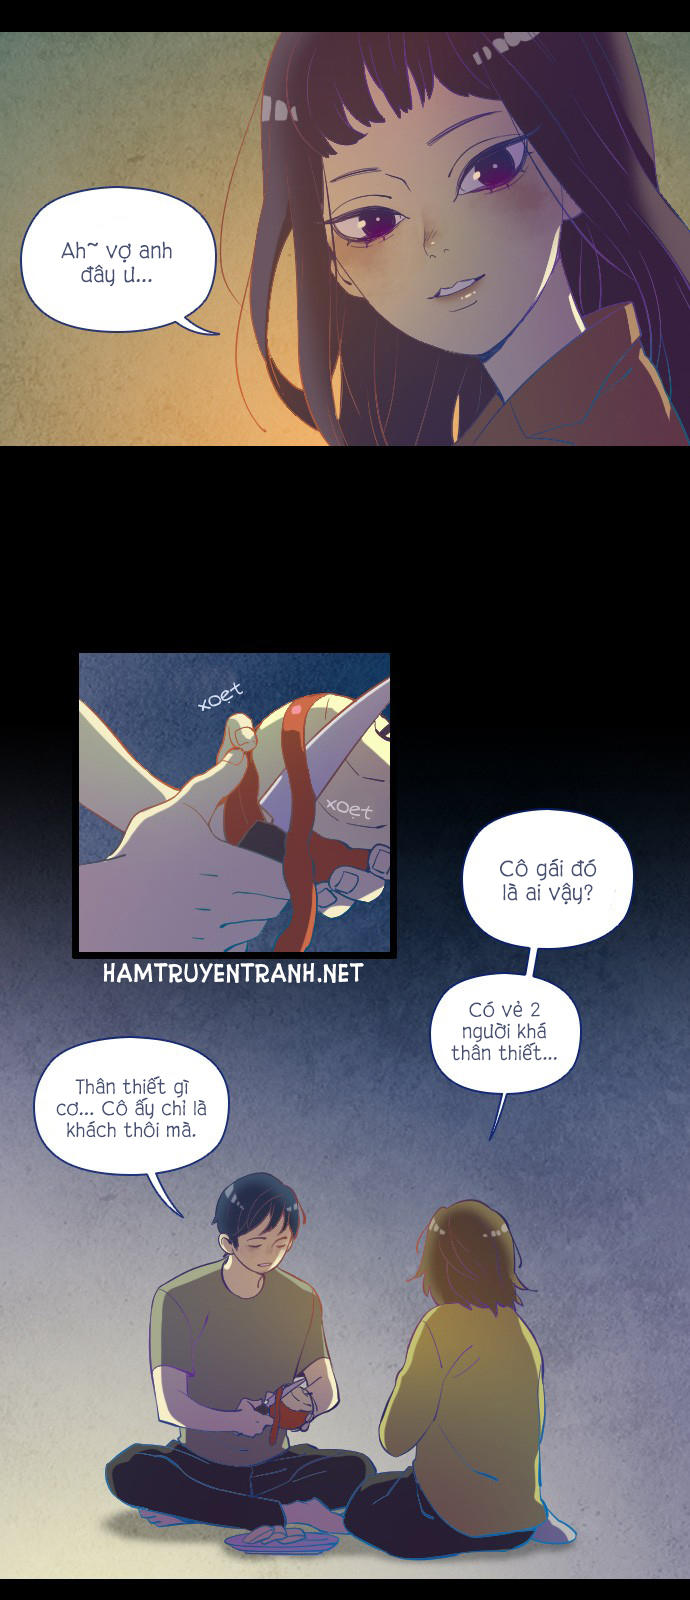 Ah~ vợ anh
đây ư...
xoẹt
xoẹt
HAMTRUYENTRANH.NET
Cô gái đó
là ai vậy?
Có vẻ 2
người khá
thân thiết...
Thân thiết gì
cơ... Cô ấy chỉ là
khách thôi mà.